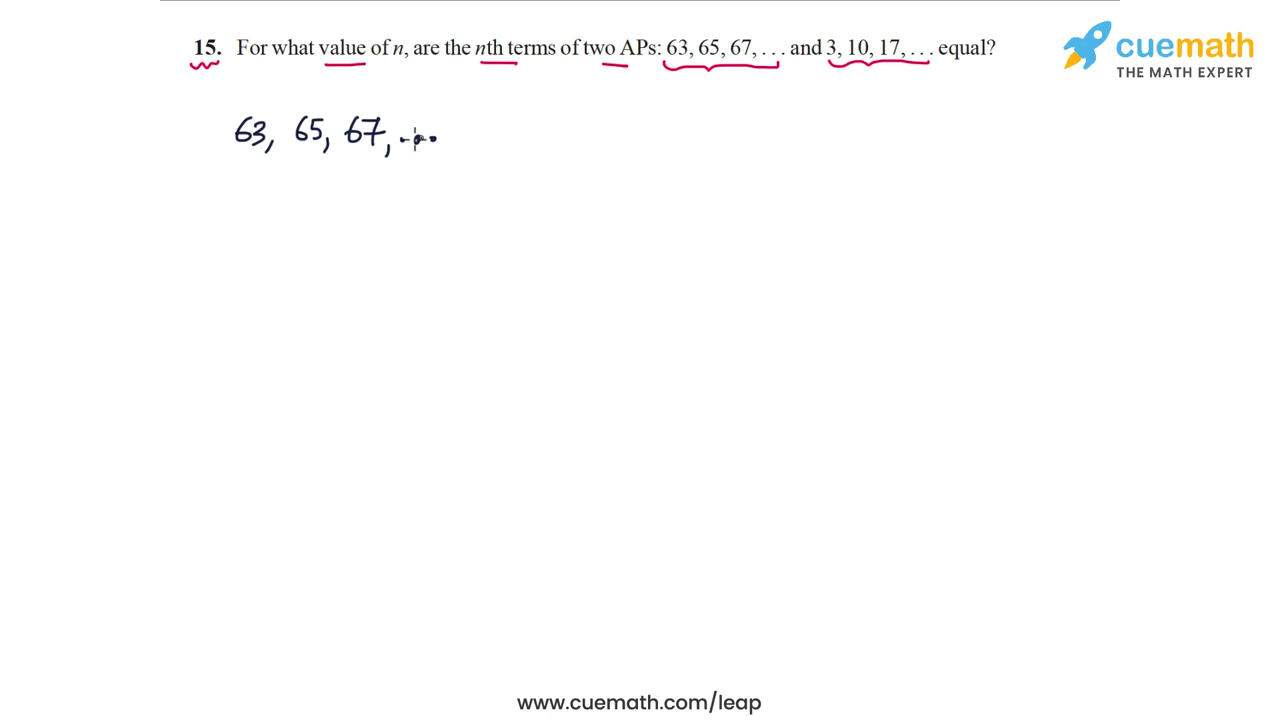 15. For what value of n, are the nth terms of two APs: 63, 65, 67, . . . and 3, 10, 17, . . . equal?
cuemath
THE MATH EXPERT
63, 65, 67, ...
www.cuemath.com/leap